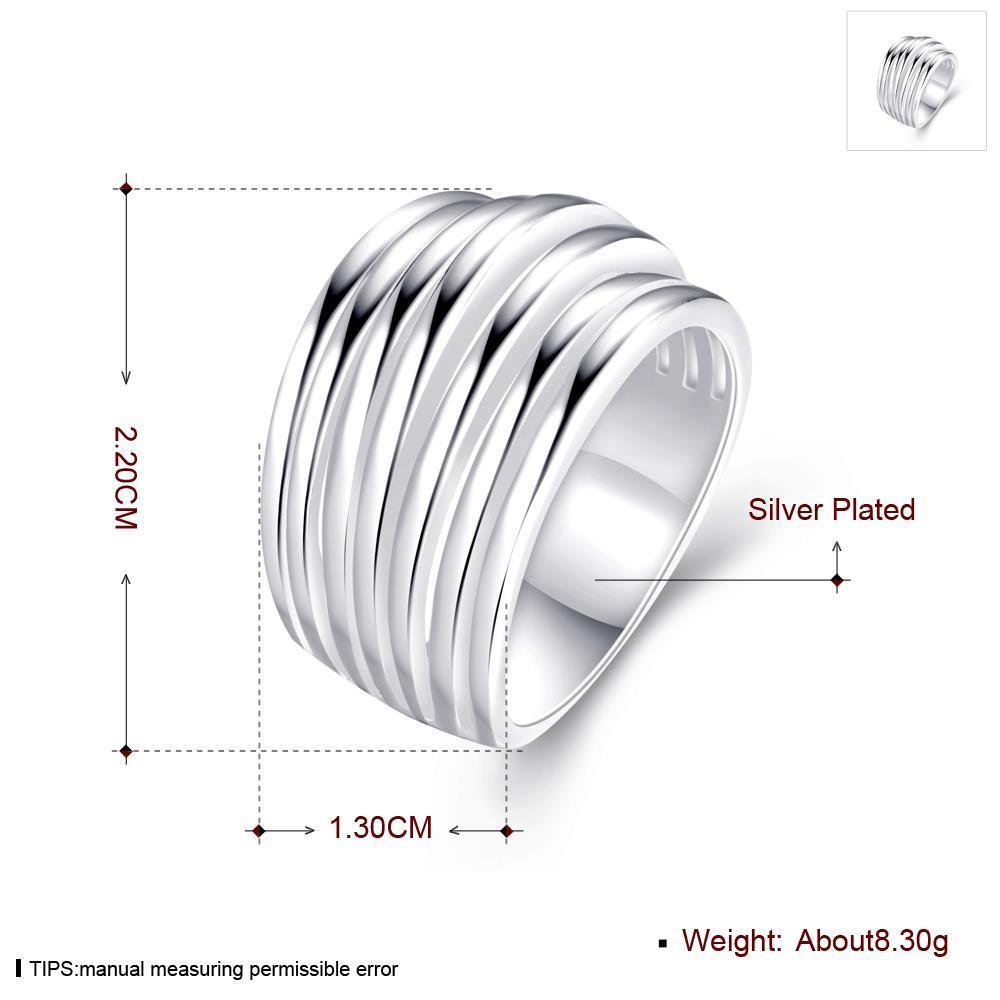 2.20CM
Silver Plated
1.30CM
Weight: About8.30g
TIPS:manual measuring permissible error